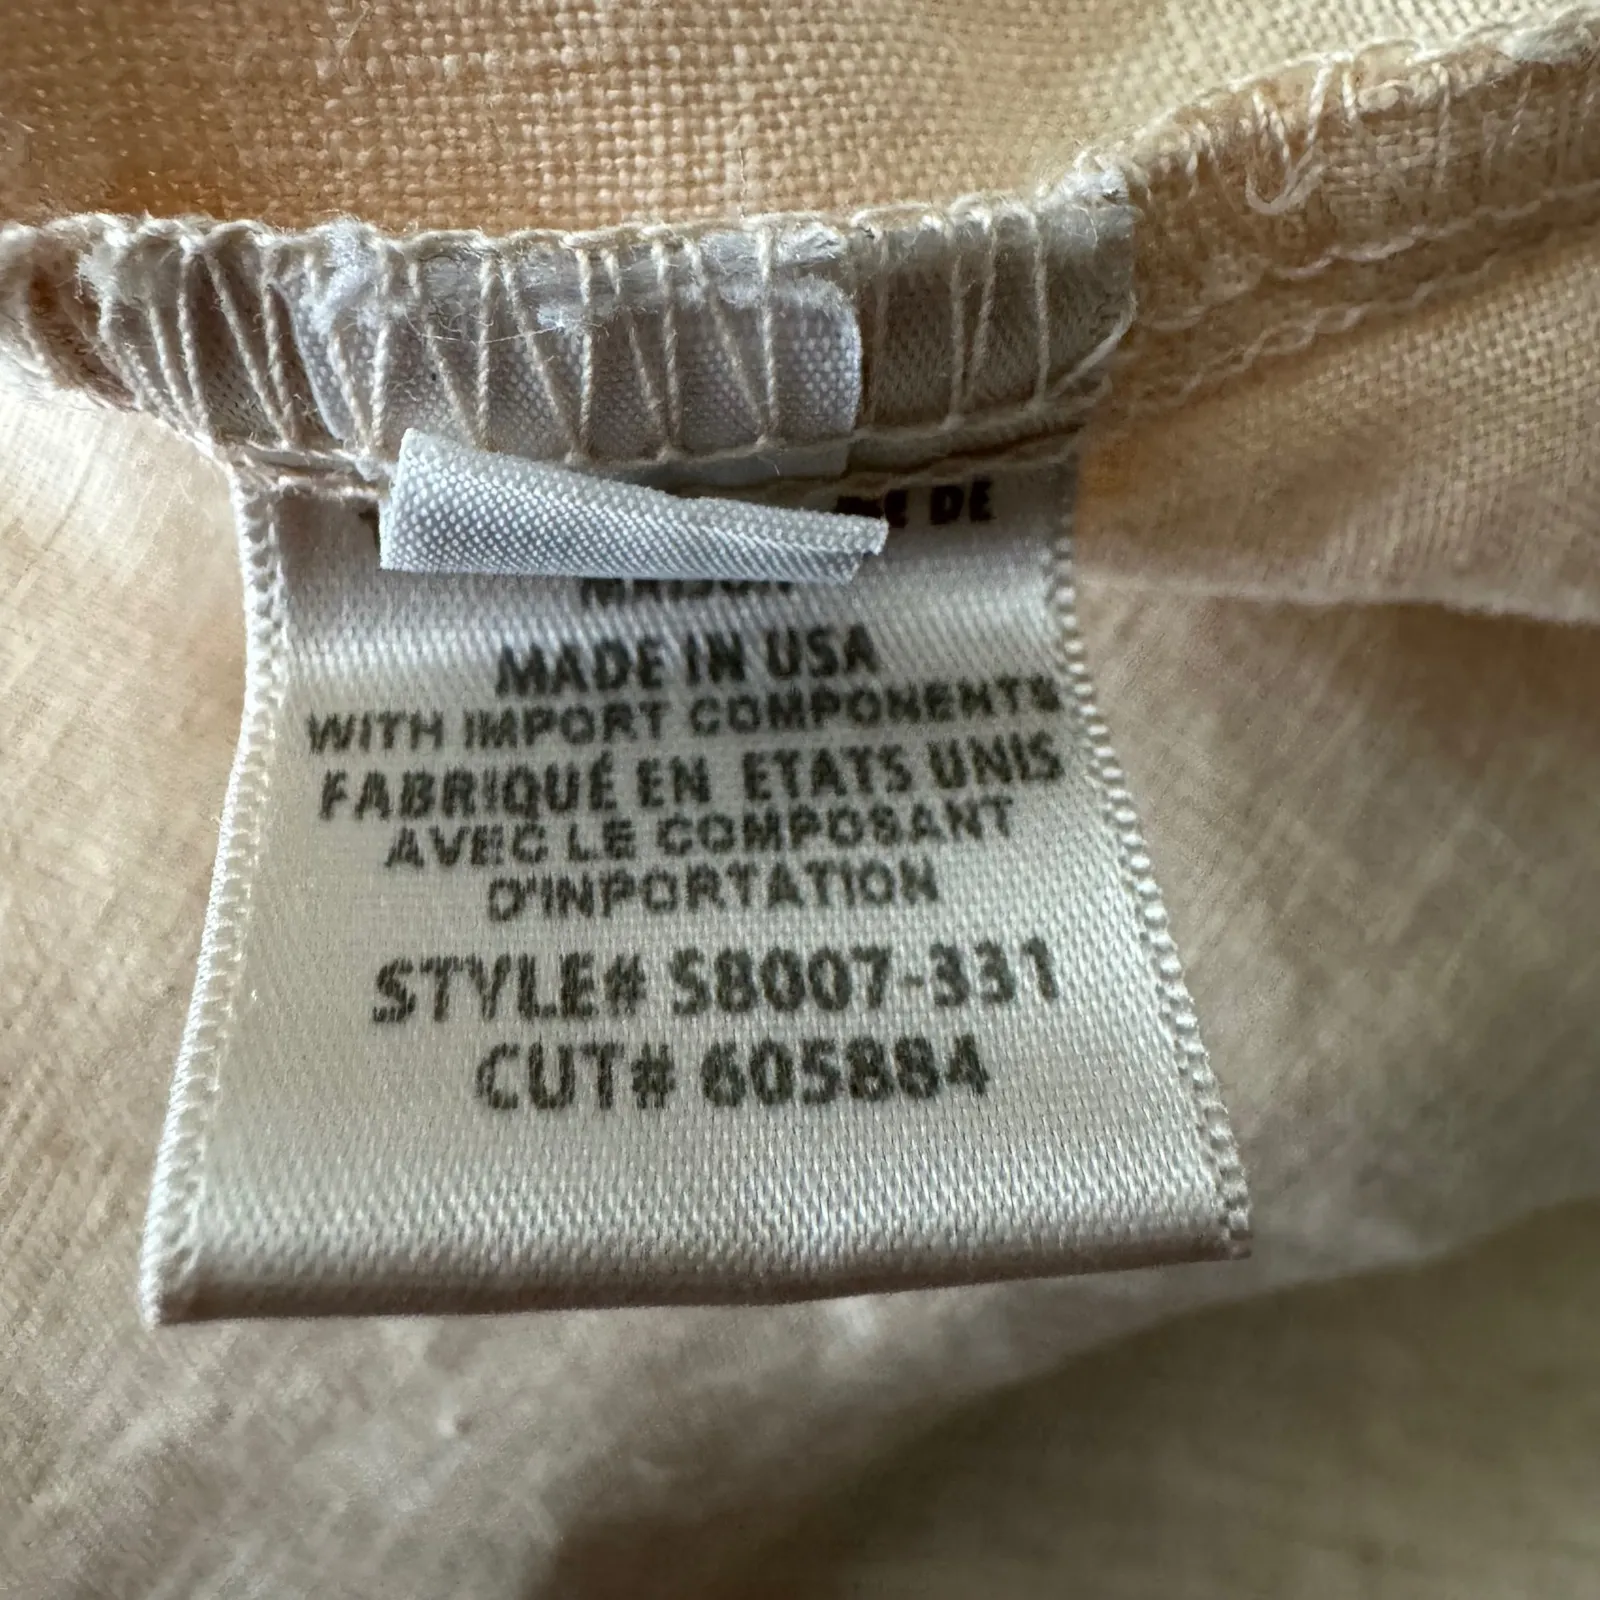 DE
MADE IN USA
WITH IMPORT COMPONENTS
FABRIQUÉ EN ETATS UNIS
AVEC LE COMPOSANT
D'INPORTATION
STYLE# S8007-331
CUT# 605884